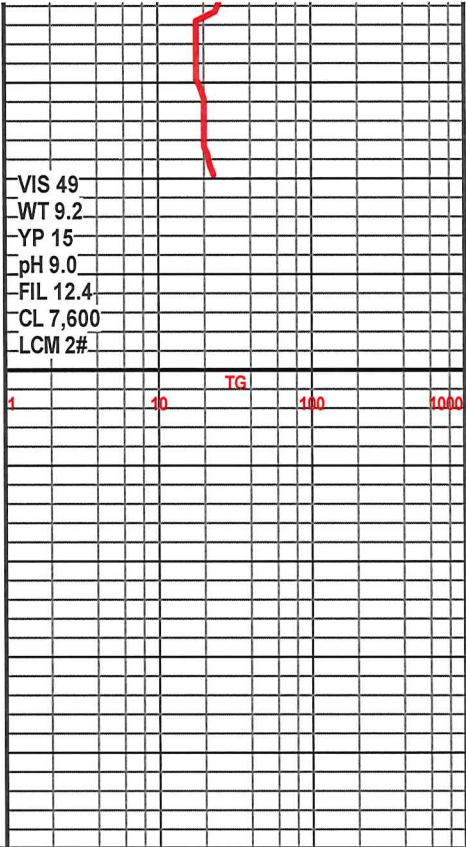 VIS 49
WT 9.2
YP 15
pH 9.0
FIL 12.4
CL 7,600
LCM 2#
TG
1 10 100 1000